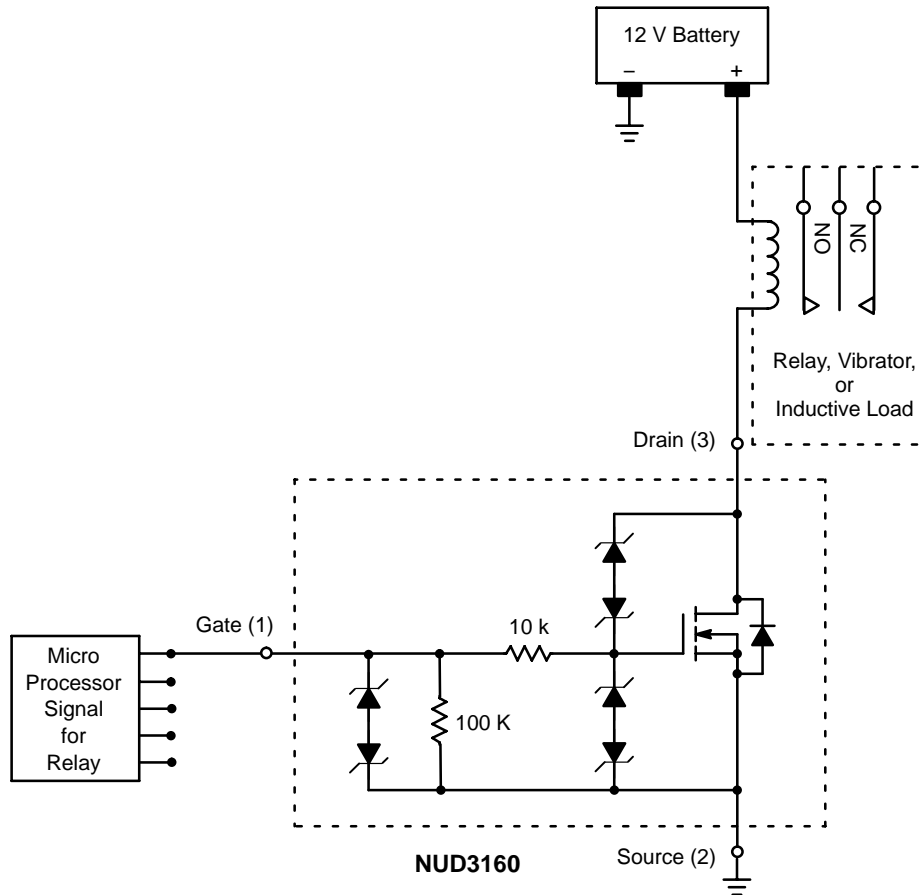 12 V Battery
– +
NO
NC
Relay, Vibrator,
or
Inductive Load
Drain (3)
Gate (1)
10 k
100 K
Micro
Processor
Signal
for
Relay
Source (2)
NUD3160